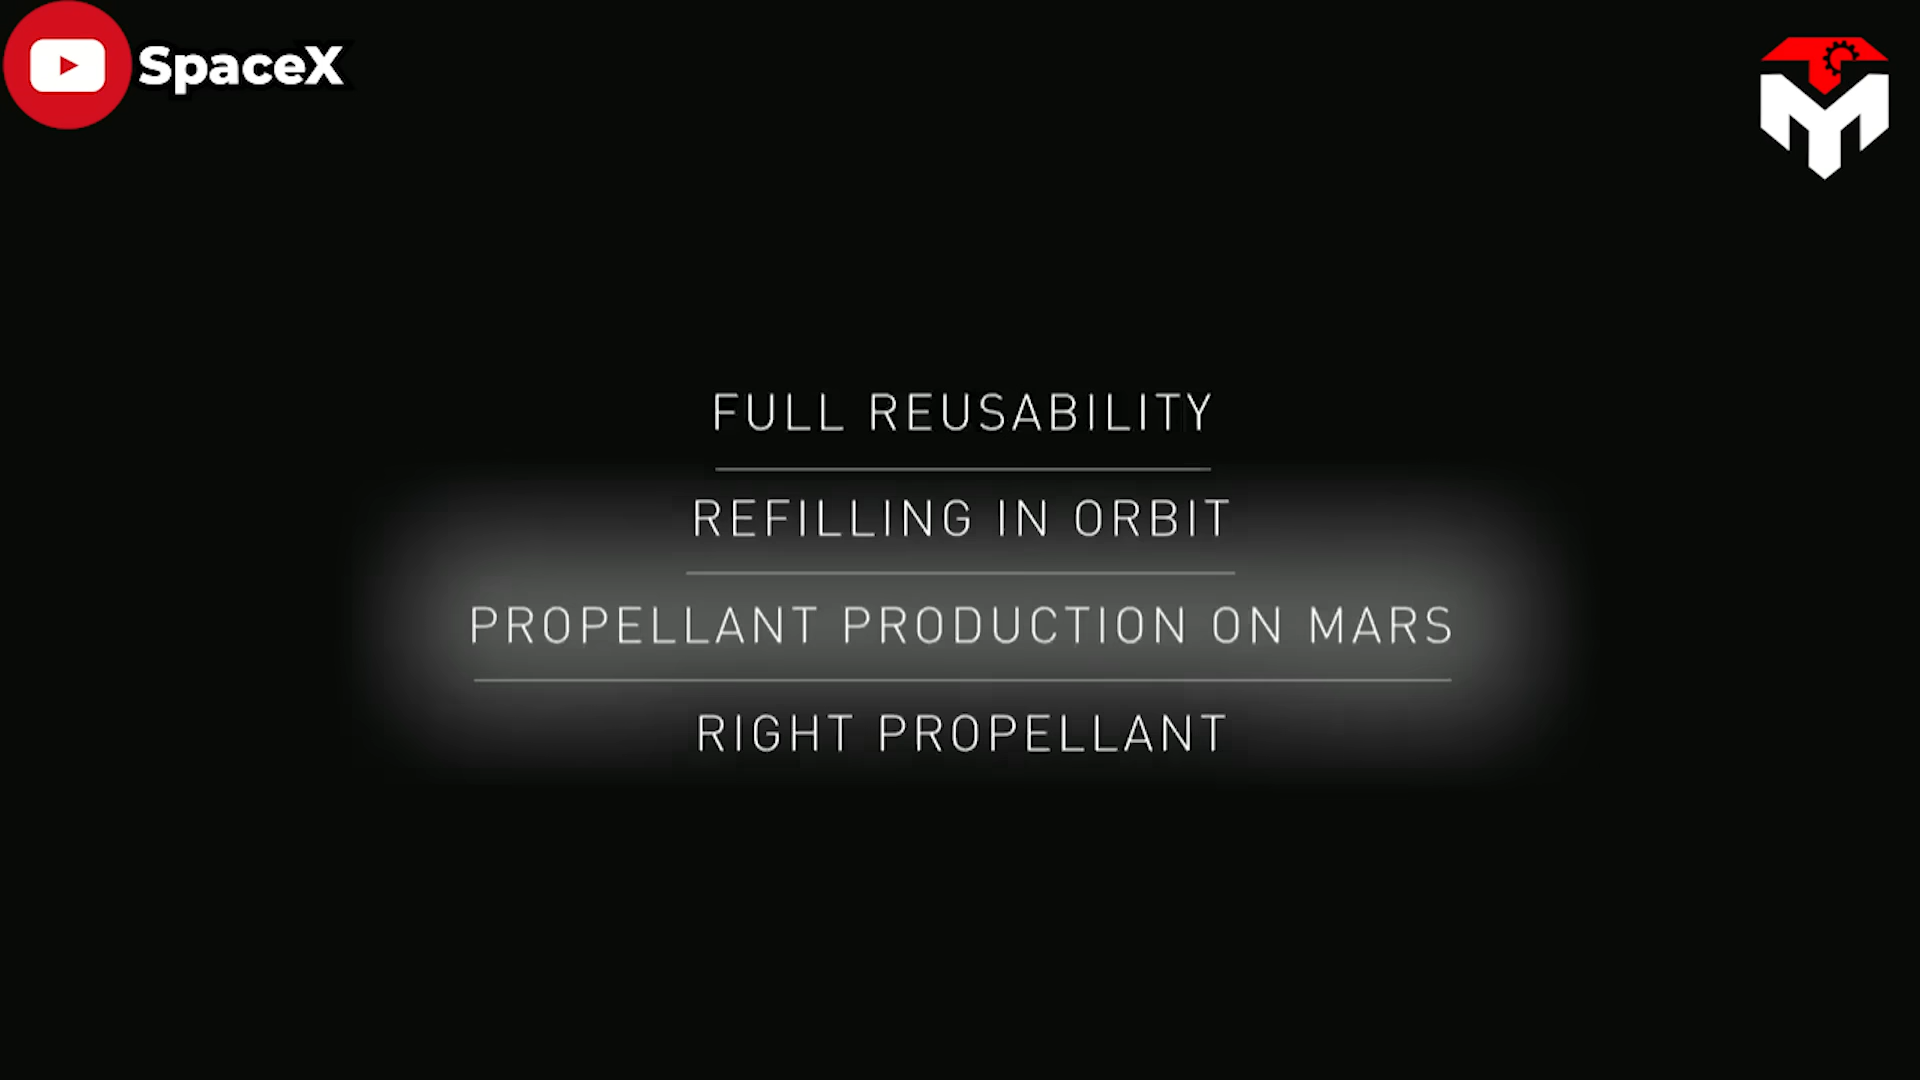 SpaceX
FULL REUSABILITY
REFILLING IN ORBIT
PROPELLANT PRODUCTION ON MARS
RIGHT PROPELLANT